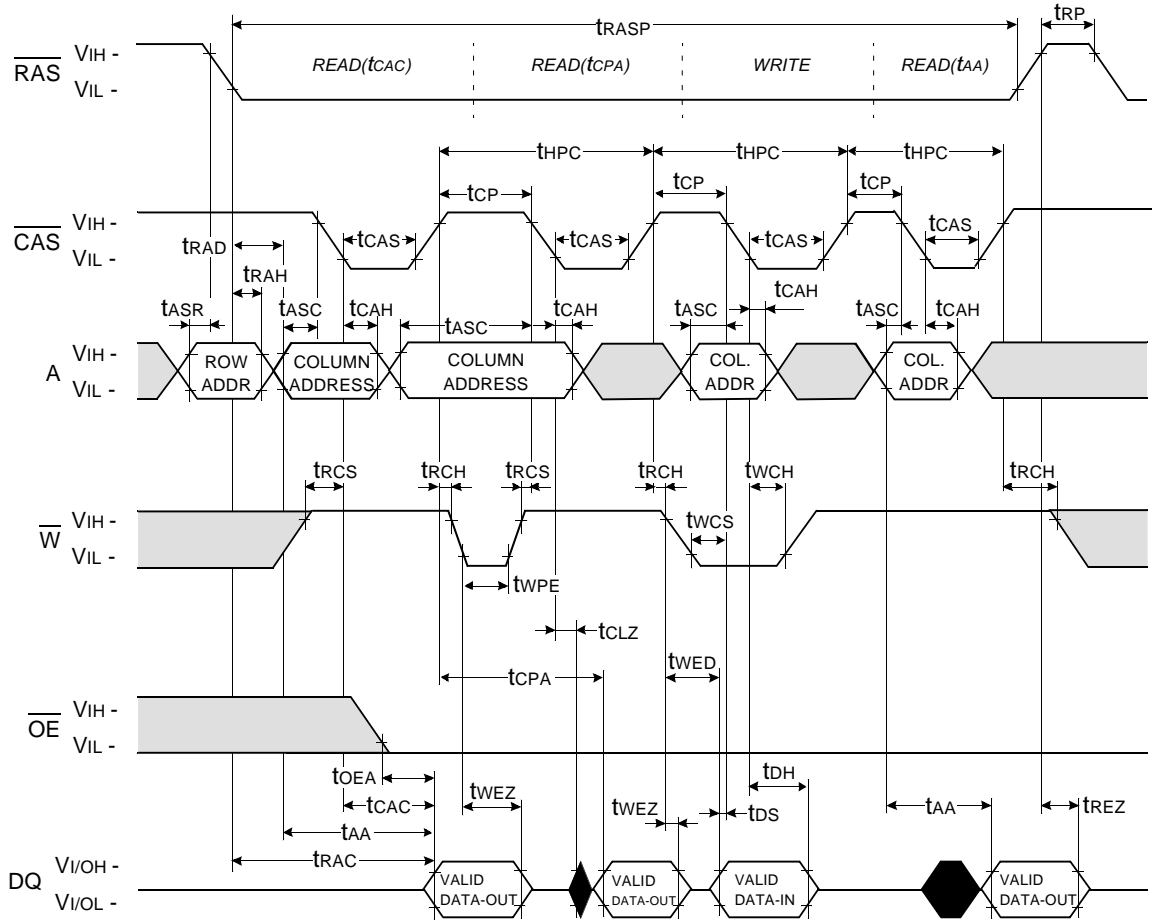 tRASP
tRP
RAS
VIH -
VIL -
READ(tCAC)
READ(tCPA)
WRITE
READ(tAA)
tHPC
tHPC
tHPC
tCP
tCP
tCP
CAS
VIH -
VIL -
tCAS
tCAS
tCAS
tCAS
tRAD
tRAH
tASR
tASC
tCAH
tASC
tCAH
tASC
tCAH
tASC
tCAH
A
VIH -
VIL -
ROW
ADDR
COLUMN
ADDRESS
COLUMN
ADDRESS
COL.
ADDR
COL.
ADDR
tRCS
tRCH
tRCS
tRCH
tWCH
tRCH
W
VIH -
VIL -
tWCS
tWPE
tCLZ
tCPA
tWED
OE
VIH -
VIL -
tOEA
tCAC
tAA
tRAC
tWEZ
tWEZ
tDH
tDS
tAA
tREZ
DQ
VI/OH -
VI/OL -
VALID
DATA-OUT
VALID
DATA-OUT
VALID
DATA-IN
VALID
DATA-OUT